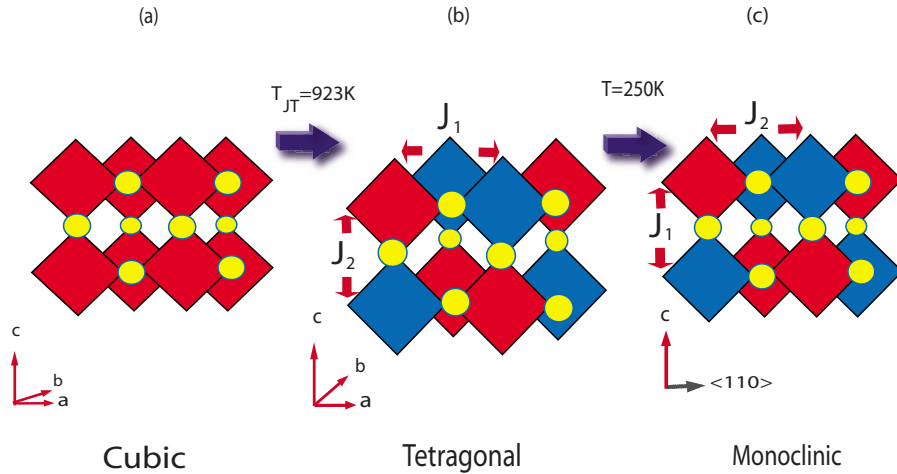 (a)
(b)
(c)
T_JT=923K
T=250K
J_1
J_2
J_2
J_1
c
b
a
c
b
a
c
<110>
Cubic
Tetragonal
Monoclinic